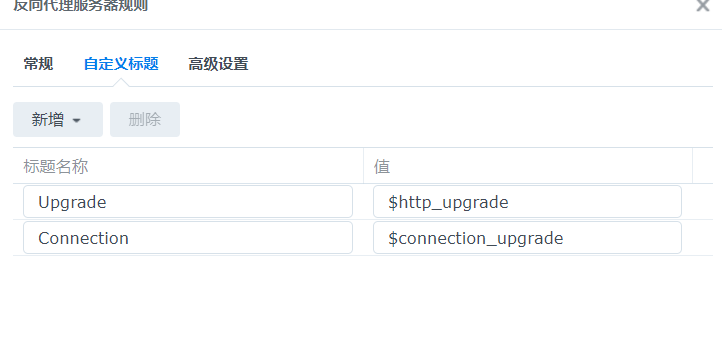 反向代理服务器规则
常规 自定义标题 高级设置
新增 删除
标题名称 值
Upgrade $http_upgrade
Connection $connection_upgrade